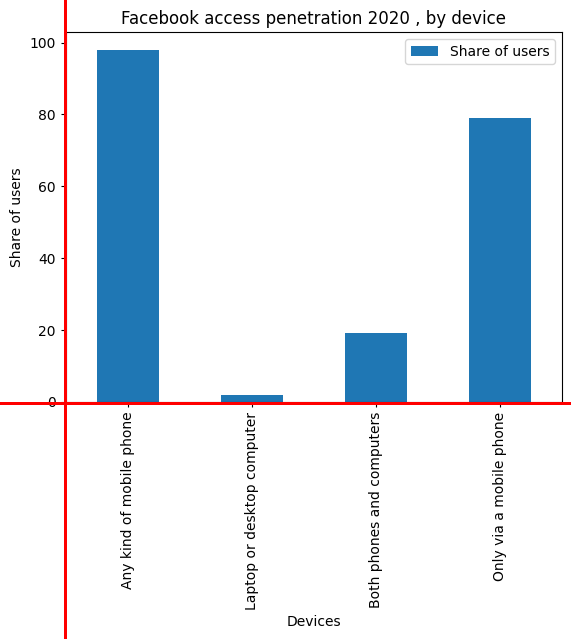 Facebook access penetration 2020 , by device
Share of users
Share of users
100
80
60
40
20
0
Any kind of mobile phone
Laptop or desktop computer
Both phones and computers
Only via a mobile phone
Devices